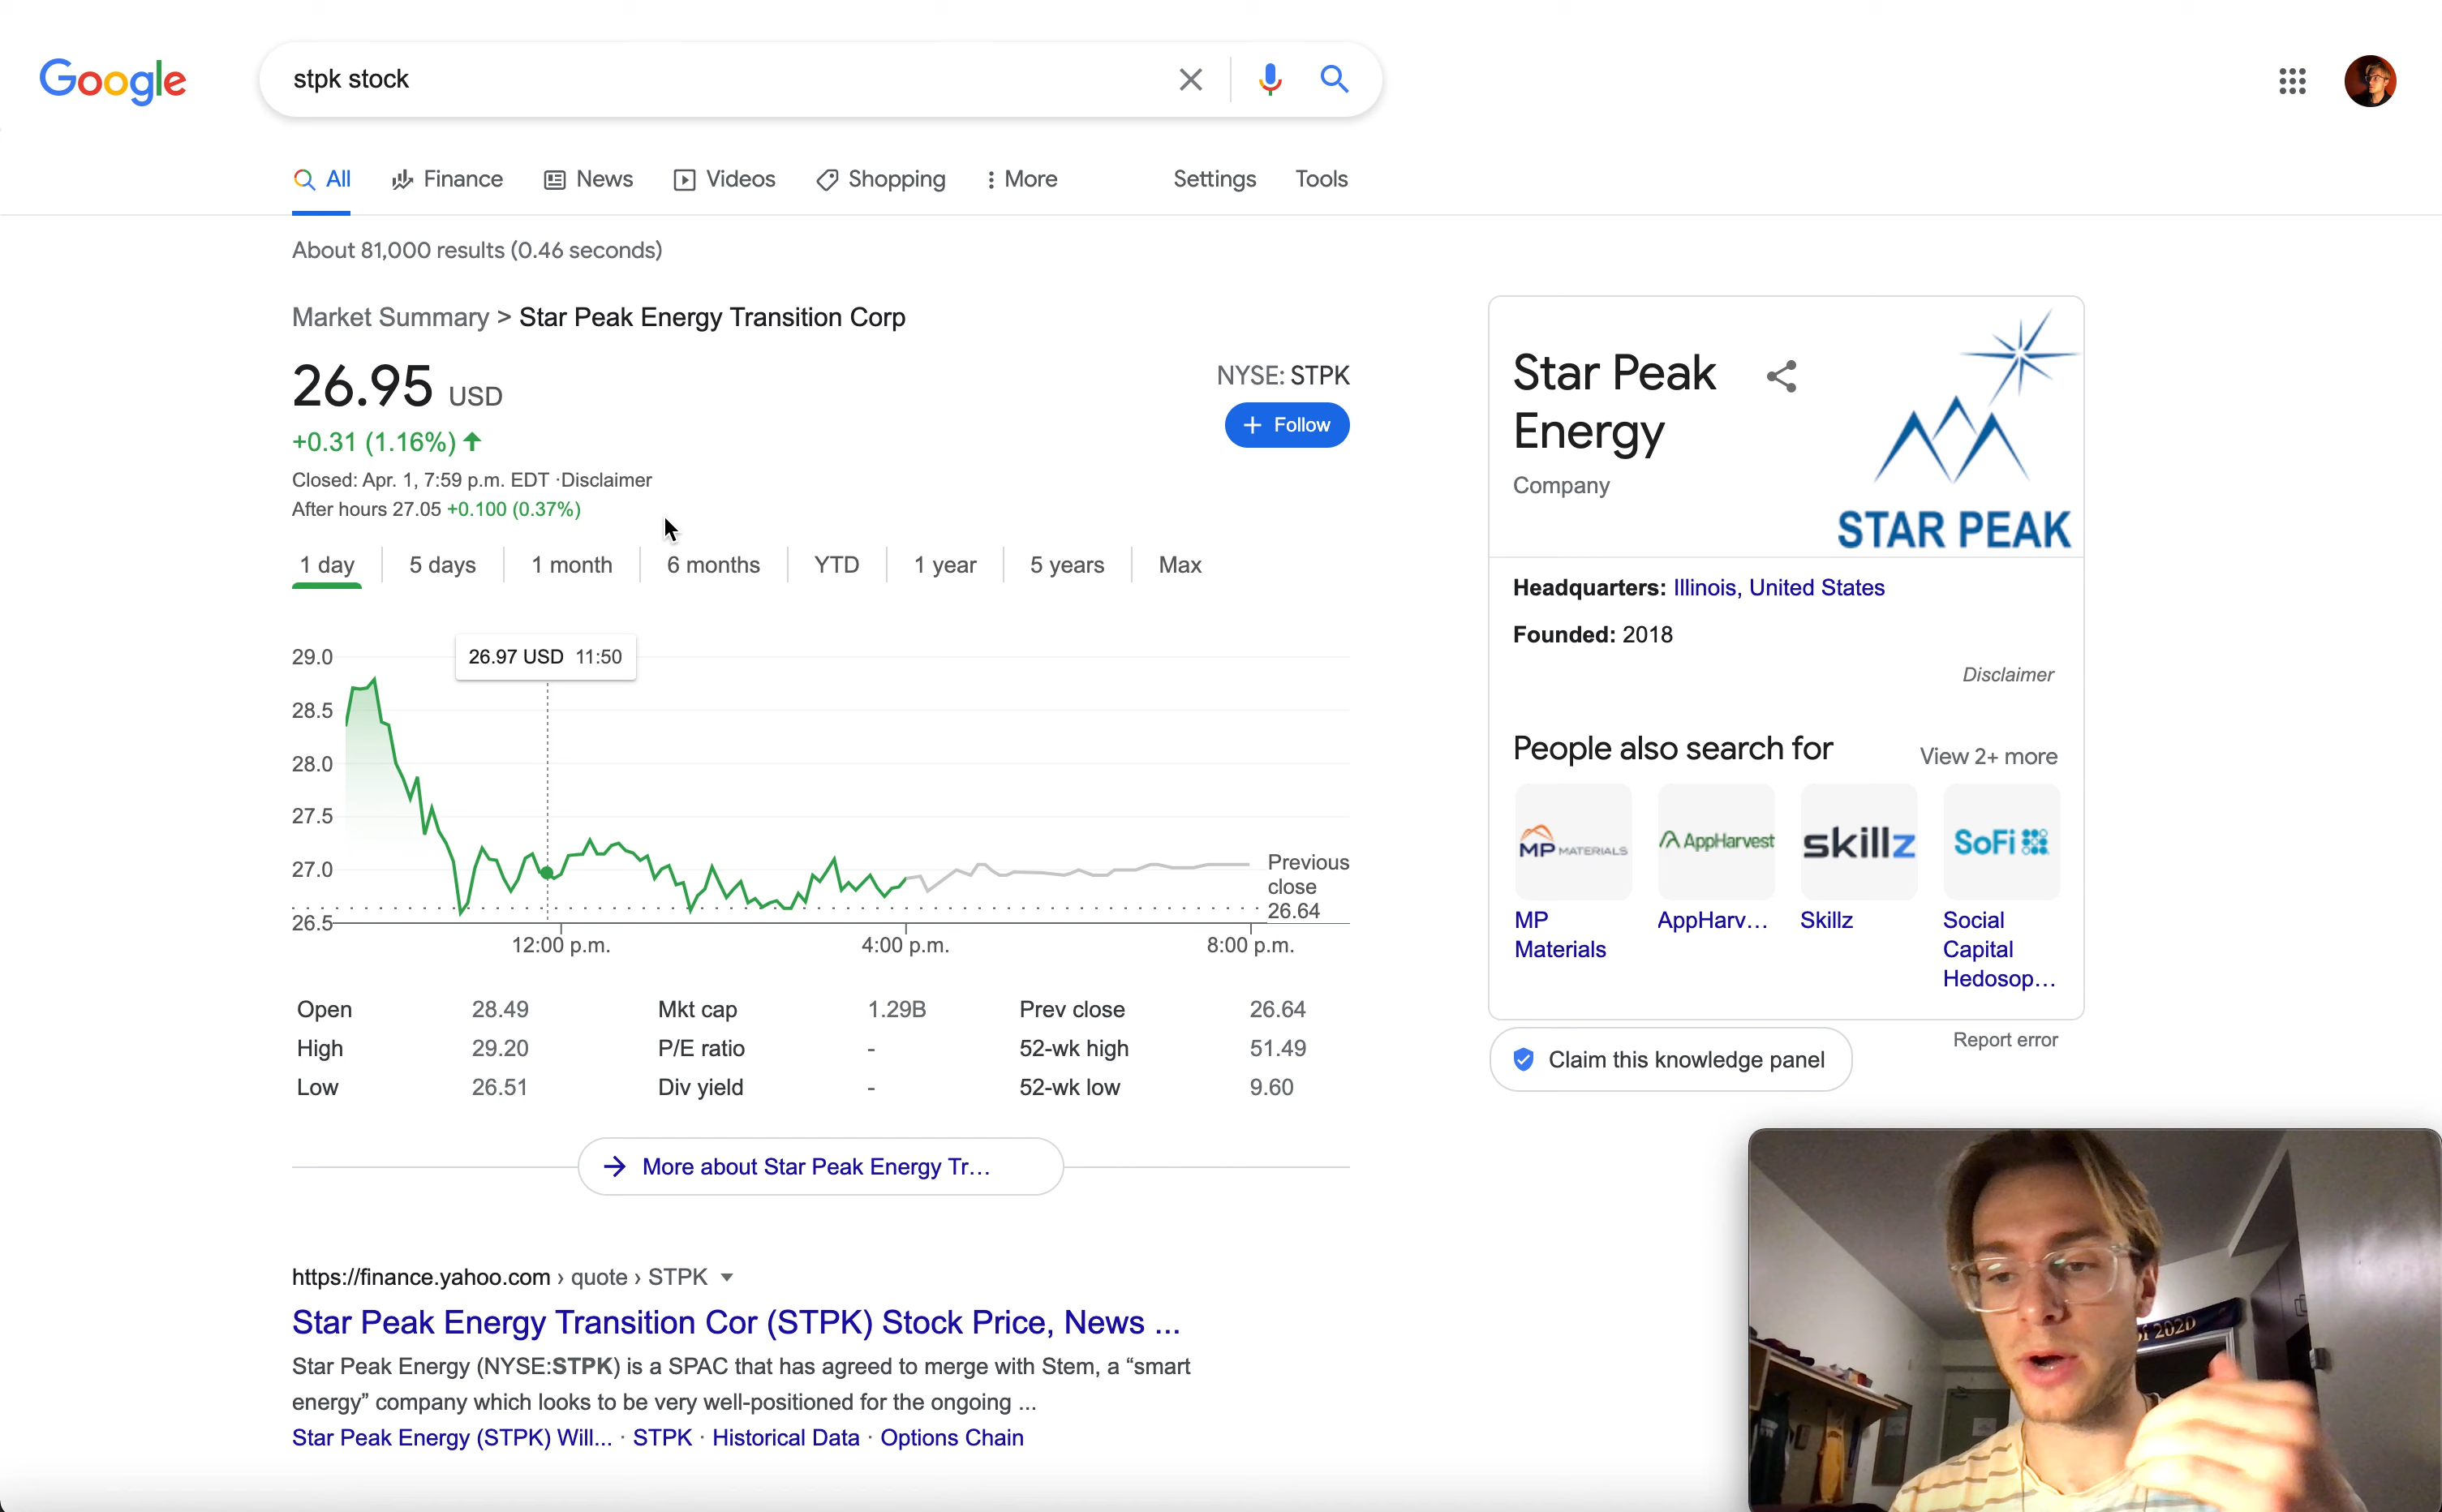 Google
stpk stock
All
Finance
News
Videos
Shopping
More
Settings
Tools
About 81,000 results (0.46 seconds)
Market Summary > Star Peak Energy Transition Corp
26.95 USD
+0.31 (1.16%)
Closed: Apr. 1, 7:59 p.m. EDT ·Disclaimer
After hours 27.05 +0.100 (0.37%)
NYSE: STPK
+ Follow
1 day
5 days
1 month
6 months
YTD
1 year
5 years
Max
26.97 USD 11:50
29.0
28.5
28.0
27.5
27.0
26.5
Previous
close
26.64
12:00 p.m.
4:00 p.m.
8:00 p.m.
Open 28.49 Mkt cap 1.29B Prev close 26.64
High 29.20 P/E ratio - 52-wk high 51.49
Low 26.51 Div yield - 52-wk low 9.60
More about Star Peak Energy Tr...
https://finance.yahoo.com › quote › STPK
Star Peak Energy Transition Cor (STPK) Stock Price, News ...
Star Peak Energy (NYSE:STPK) is a SPAC that has agreed to merge with Stem, a “smart
energy” company which looks to be very well-positioned for the ongoing ...
Star Peak Energy (STPK) Will... · STPK · Historical Data · Options Chain
Star Peak
Energy
Company
STAR PEAK
Headquarters: Illinois, United States
Founded: 2018
Disclaimer
People also search for
View 2+ more
MP MATERIALS
AppHarvest
skillz
SoFi
MP
Materials
AppHarv...
Skillz
Social
Capital
Hedosop...
Claim this knowledge panel
Report error
2020